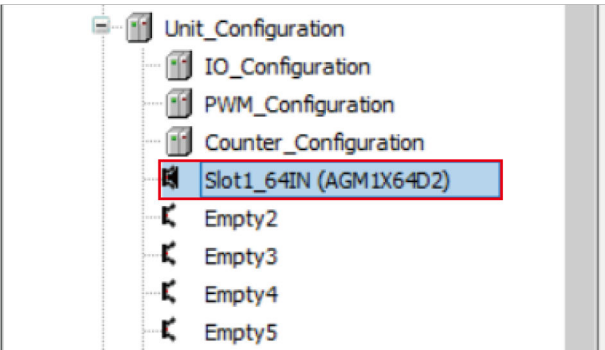 Unit_Configuration
IO_Configuration
PWM_Configuration
Counter_Configuration
Slot1_64IN (AGM1X64D2)
Empty2
Empty3
Empty4
Empty5